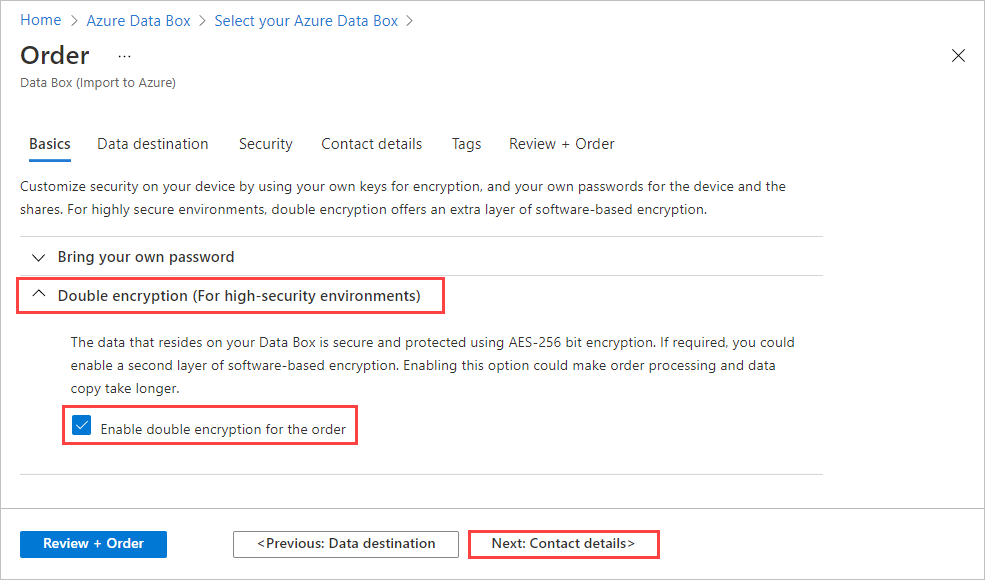 Home > Azure Data Box > Select your Azure Data Box >
Order ...
Data Box (Import to Azure)
Basics Data destination Security Contact details Tags Review + Order
Customize security on your device by using your own keys for encryption, and your own passwords for the device and the
shares. For highly secure environments, double encryption offers an extra layer of software-based encryption.
Bring your own password
Double encryption (For high-security environments)
The data that resides on your Data Box is secure and protected using AES-256 bit encryption. If required, you could
enable a second layer of software-based encryption. Enabling this option could make order processing and data
copy take longer.
Enable double encryption for the order
Review + Order <Previous: Data destination Next: Contact details>